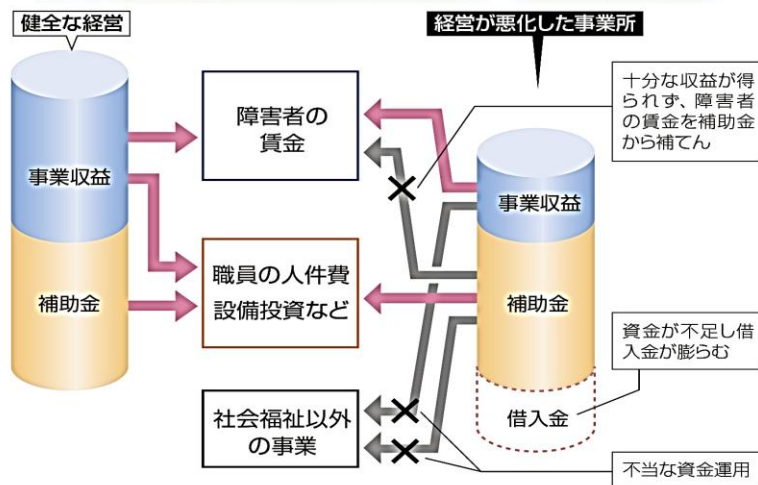 健全な経営
経営が悪化した事業所
障害者の
賃金
十分な収益が得
られず、障害者
の賃金を補助金
から補てん
事業収益
事業収益
職員の人件費
設備投資など
補助金
補助金
資金が不足し借
入金が膨らむ
社会福祉以外
の事業
借入金
不当な資金運用